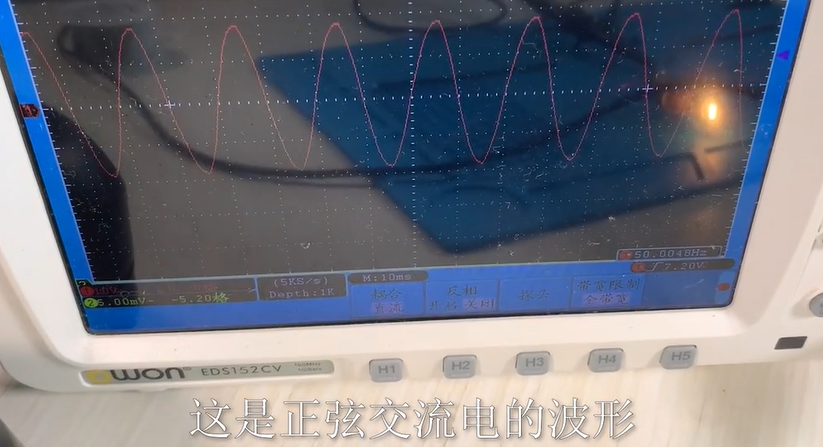 50.0048Hz
7.20V
(5KS/s)
Depth:1K
M:10ms
2 5.00mV~ -5.20格
耦合
直流
反相
关闭
探头
带宽限制
全带宽
owon
EDS152CV
H1 H2 H3 H4 H5
这是正弦交流电的波形